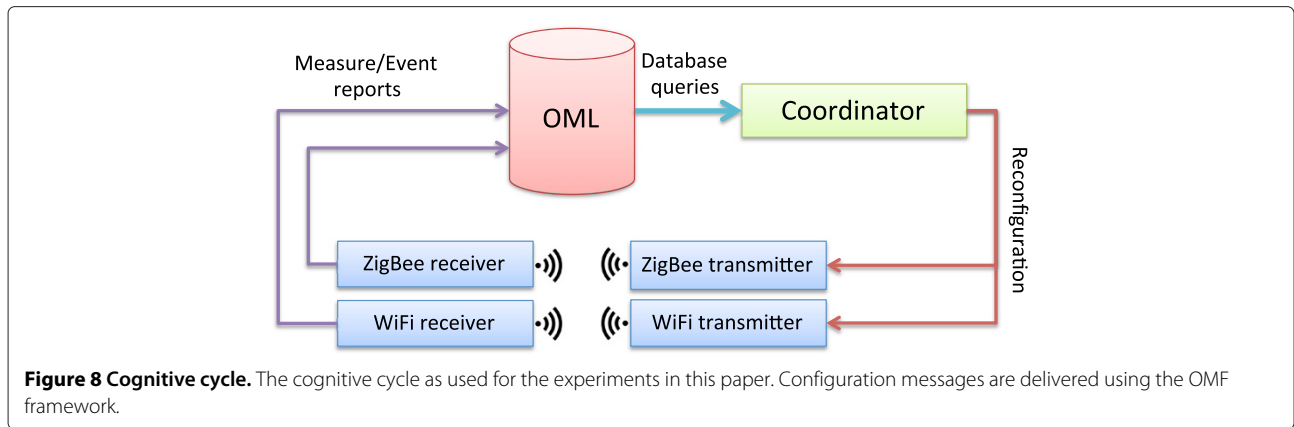 Measure/Event
reports
OML
Database
queries
Coordinator
Reconfiguration
ZigBee receiver
ZigBee transmitter
WiFi receiver
WiFi transmitter
Figure 8 Cognitive cycle. The cognitive cycle as used for the experiments in this paper. Configuration messages are delivered using the OMF
framework.